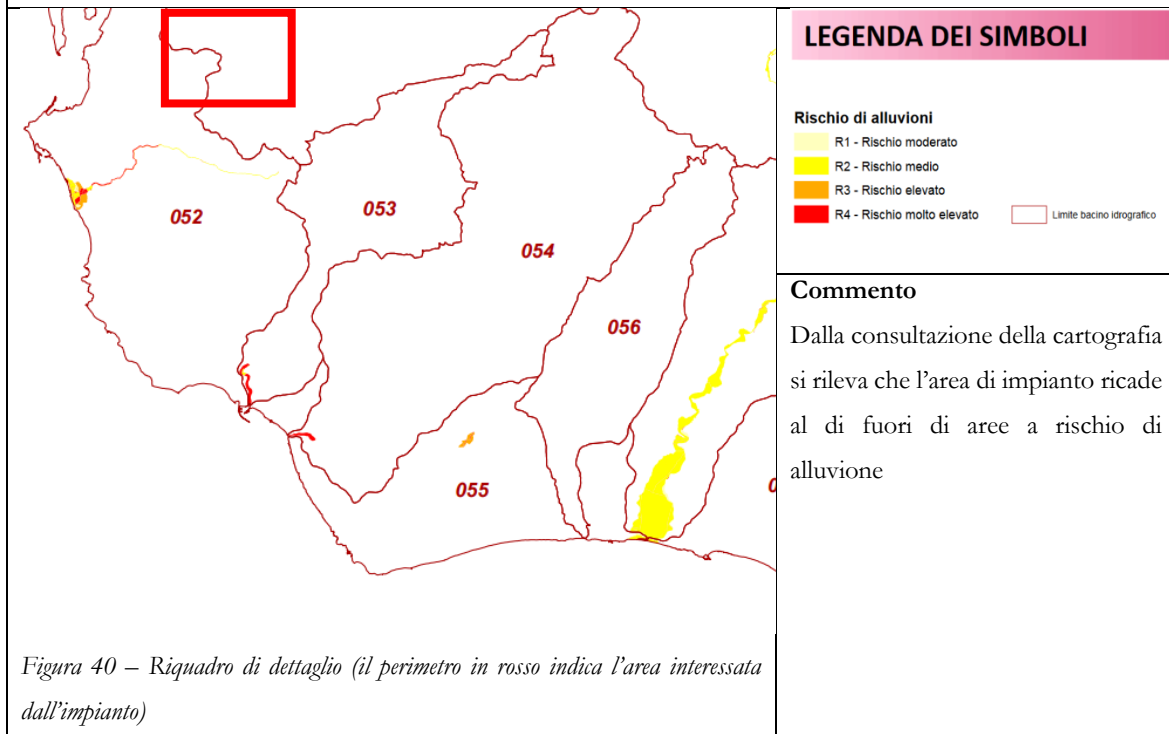 052
053
054
056
055
0
Figura 40 – Riquadro di dettaglio (il perimetro in rosso indica l'area interessata
dall'impianto)
LEGENDA DEI SIMBOLI
Rischio di alluvioni
R1 - Rischio moderato
R2 - Rischio medio
R3 - Rischio elevato
R4 - Rischio molto elevato
Limite bacino idrografico
Commento
Dalla consultazione della cartografia
si rileva che l'area di impianto ricade
al di fuori di aree a rischio di
alluvione